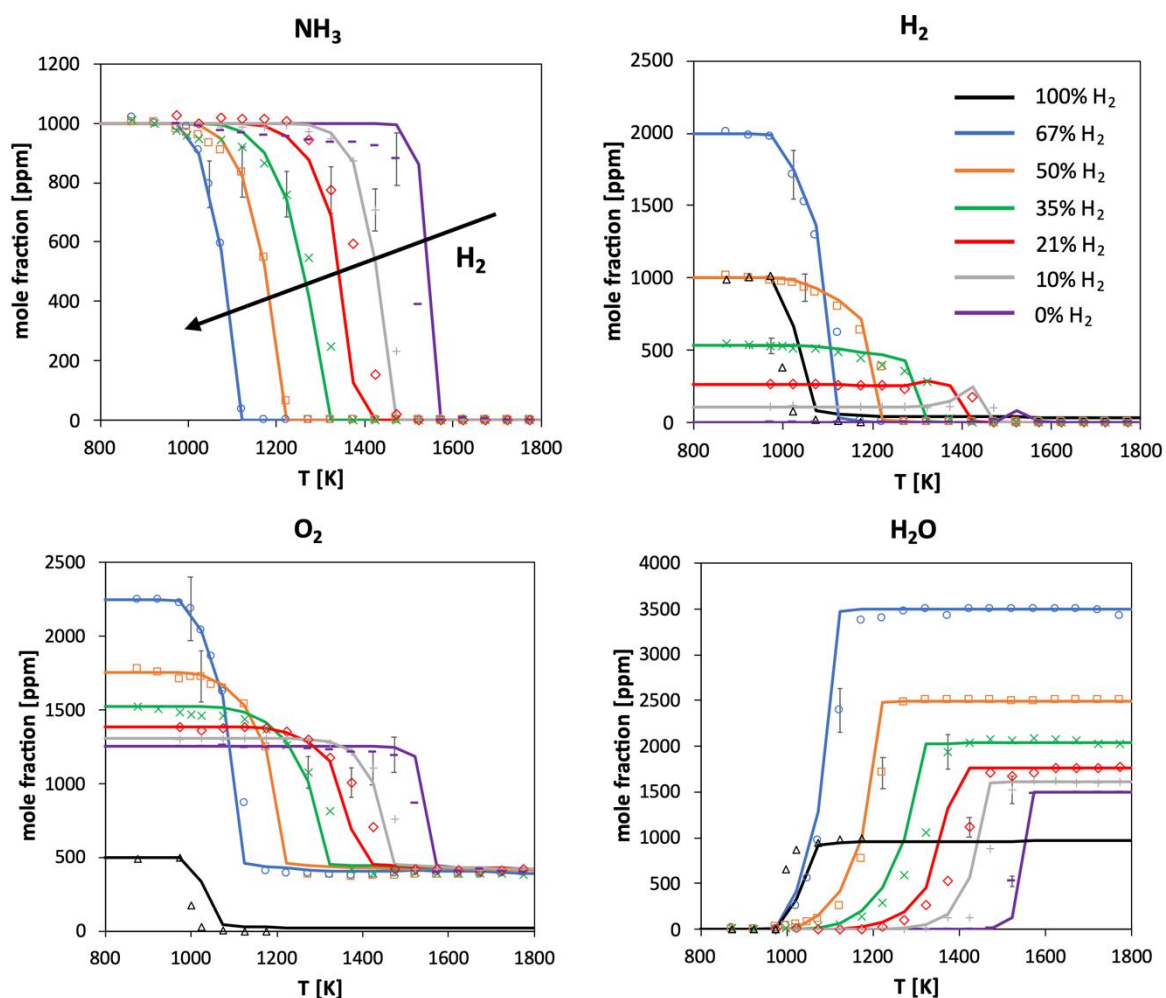 NH3
mole fraction [ppm]
1200
1000
800
600
400
200
0
H2
800 1000 1200 1400 1600 1800
T [K]
H2
mole fraction [ppm]
2500
2000
1500
1000
500
0
100% H2
67% H2
50% H2
35% H2
21% H2
10% H2
0% H2
800 1000 1200 1400 1600 1800
T [K]
O2
mole fraction [ppm]
2500
2000
1500
1000
500
0
800 1000 1200 1400 1600 1800
T [K]
H2O
mole fraction [ppm]
4000
3500
3000
2500
2000
1500
1000
500
0
800 1000 1200 1400 1600 1800
T [K]